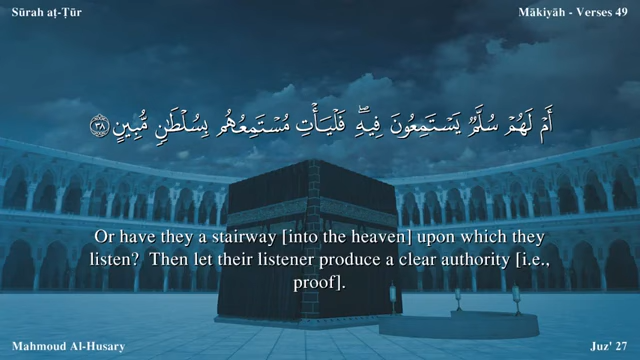 Sūrah aṭ-Ṭūr
Mākiyāh - Verses 49
أَمْ لَهُمْ سُلَّمٌ يَسْتَمِعُونَ فِيهِ ۖ فَلْيَأْتِ مُسْتَمِعُهُم بِسُلْطَٰنٍ مُّبِينٍ ٣٨
Or have they a stairway [into the heaven] upon which they
listen?  Then let their listener produce a clear authority [i.e.,
proof].
Mahmoud Al-Husary
Juz' 27